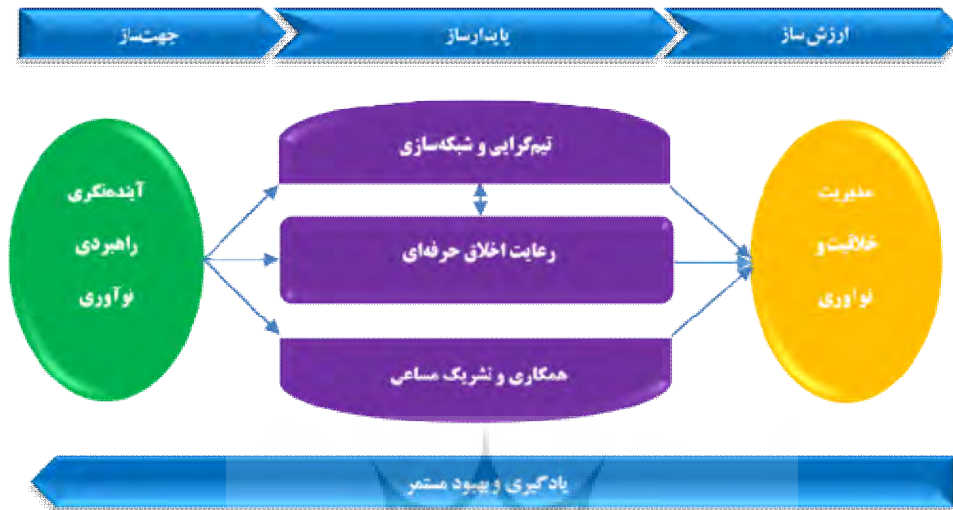 جهت‌ساز
پایدارساز
ارزش‌ساز
آینده‌نگری
راهبردی
نوآوری
تیم‌گرایی و شبکه‌سازی
رعایت اخلاق حرفه‌ای
همکاری و تشریک مساعی
مدیریت
خلاقیت و
نوآوری
یادگیری و بهبود مستمر